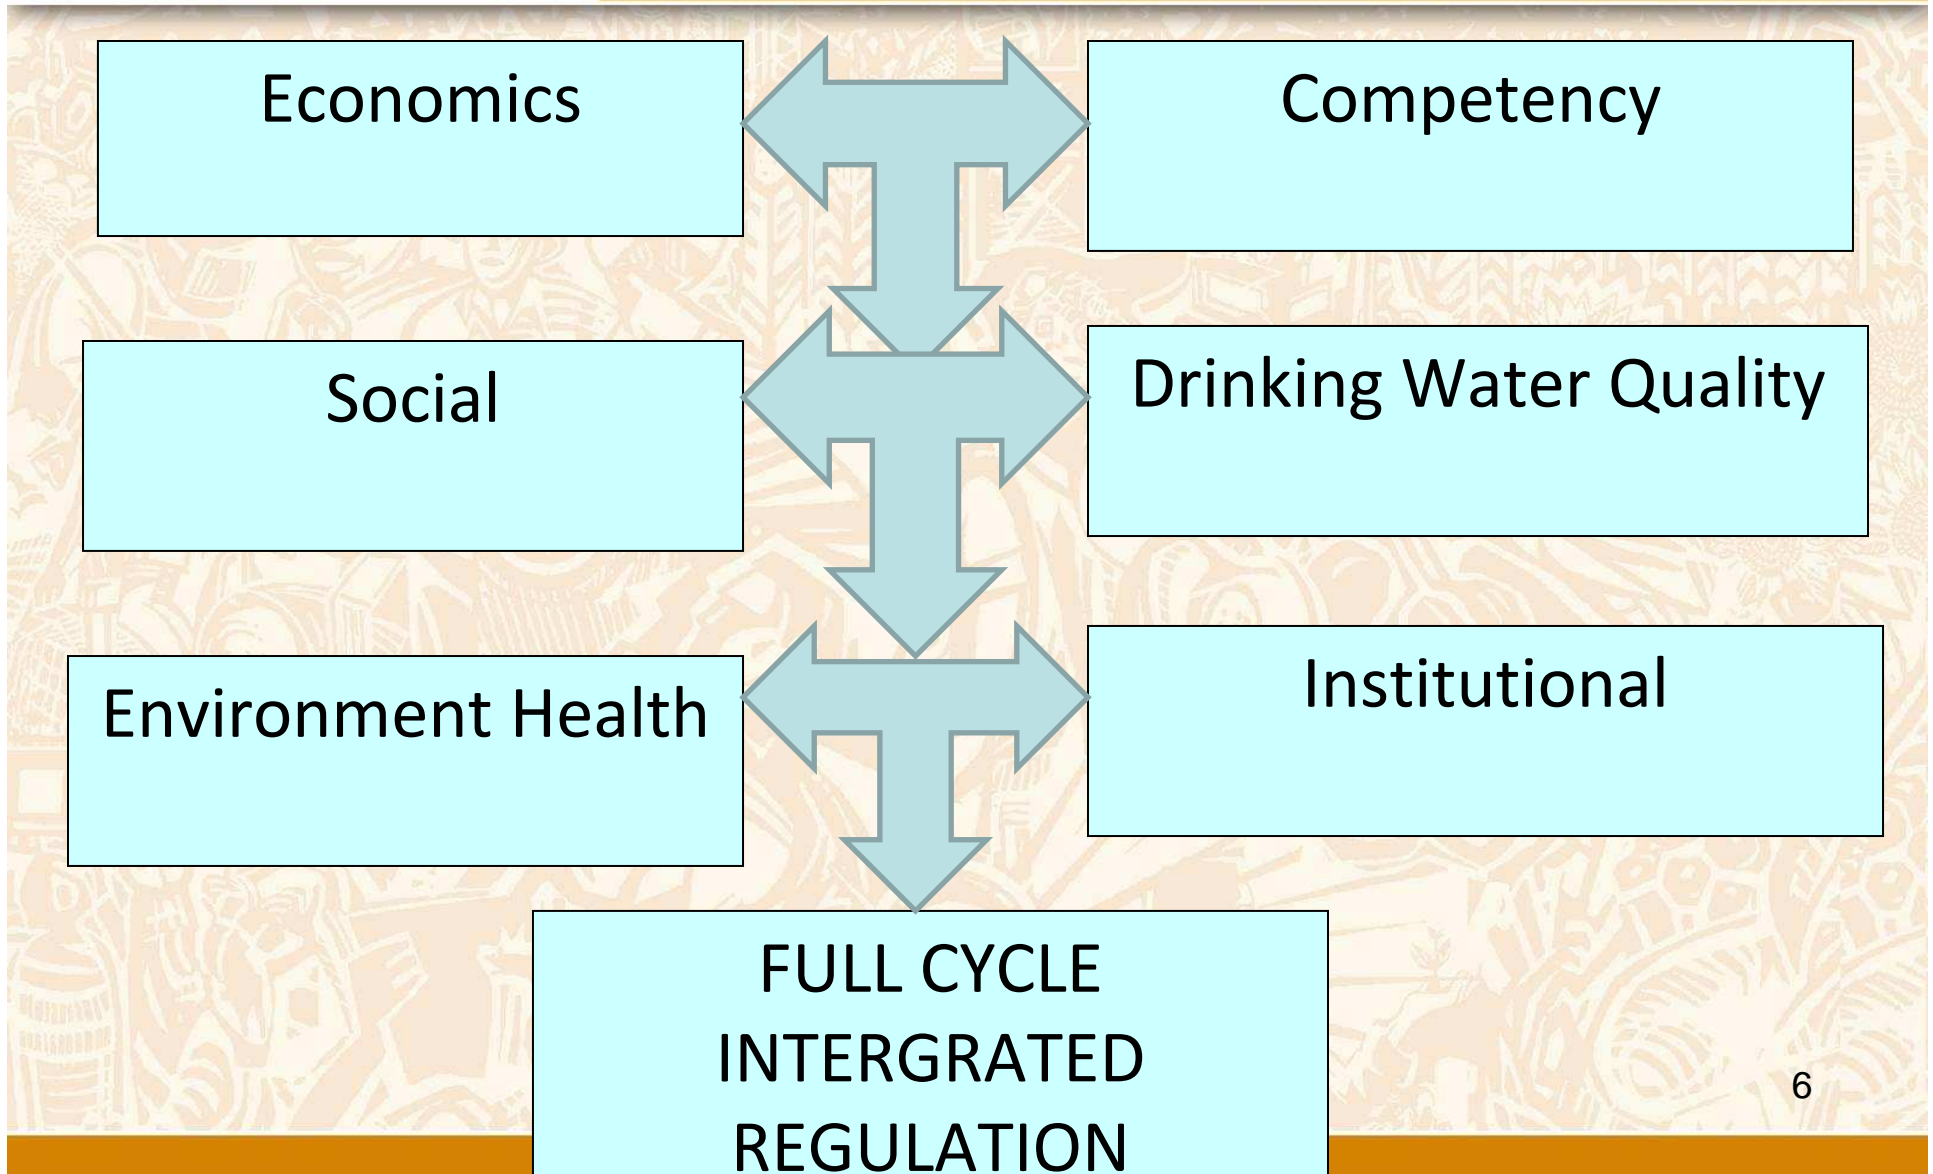 Economics
Competency
Social
Drinking Water Quality
Environment Health
Institutional
FULL CYCLE
INTERGRATED
REGULATION
6